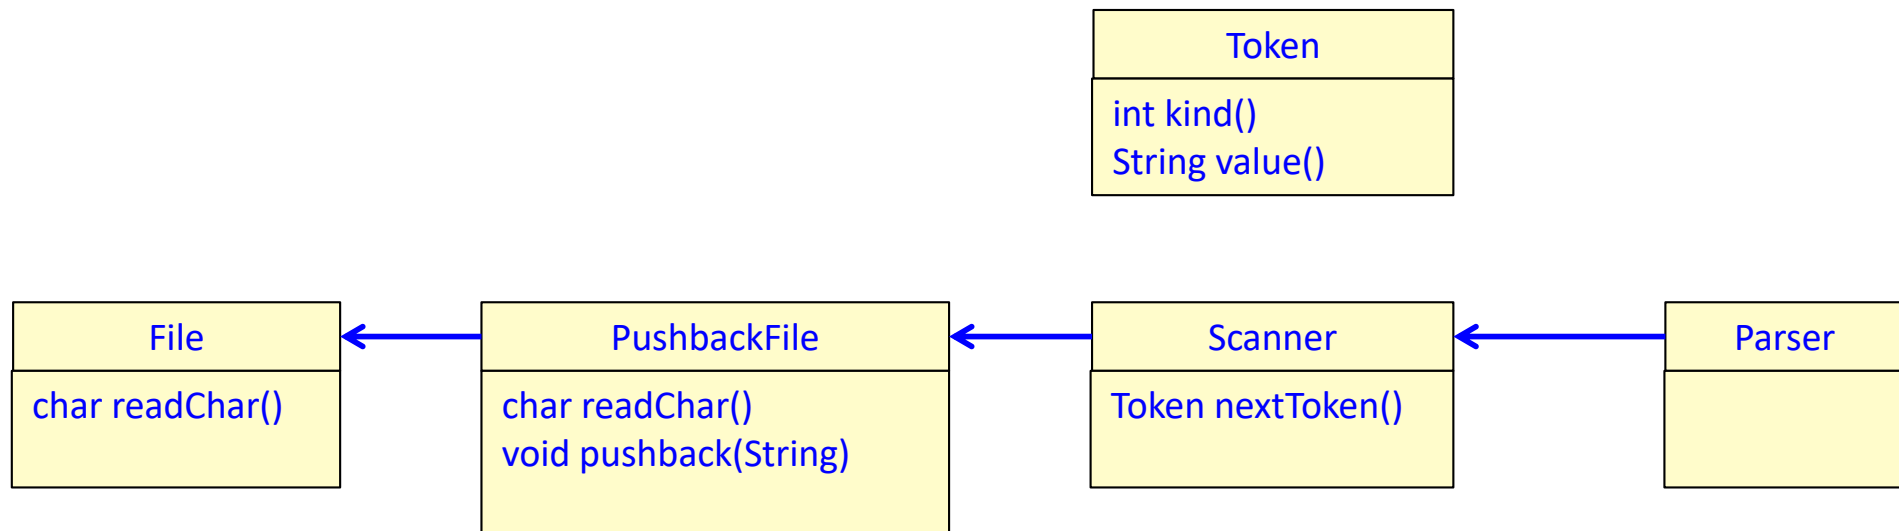 Token
int kind()
String value()
File
char readChar()
PushbackFile
char readChar()
void pushback(String)
Scanner
Token nextToken()
Parser